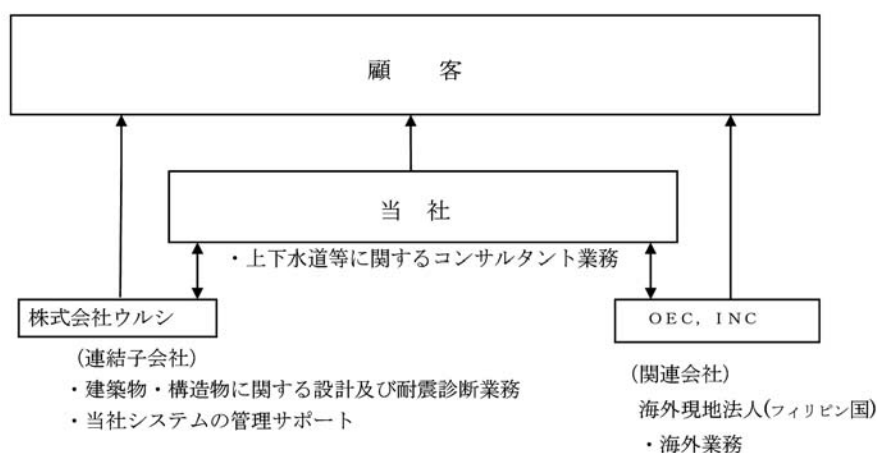 顧 客
当 社
・上下水道等に関するコンサルタント業務
株式会社ウルシ
OEC, INC
(連結子会社)
・建築物・構造物に関する設計及び耐震診断業務
・当社システムの管理サポート
(関連会社)
海外現地法人(フィリピン国)
・海外業務